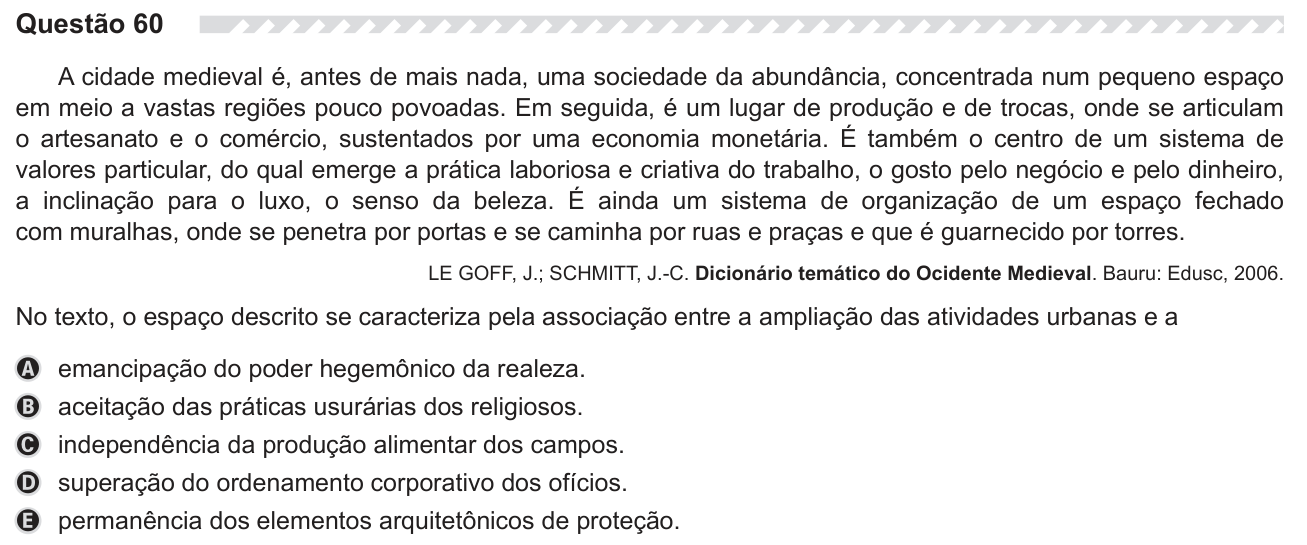 Questão 60
A cidade medieval é, antes de mais nada, uma sociedade da abundância, concentrada num pequeno espaço
em meio a vastas regiões pouco povoadas. Em seguida, é um lugar de produção e de trocas, onde se articulam
o artesanato e o comércio, sustentados por uma economia monetária. É também o centro de um sistema de
valores particular, do qual emerge a prática laboriosa e criativa do trabalho, o gosto pelo negócio e pelo dinheiro,
a inclinação para o luxo, o senso da beleza. É ainda um sistema de organização de um espaço fechado
com muralhas, onde se penetra por portas e se caminha por ruas e praças e que é guarnecido por torres.
LE GOFF, J.; SCHMITT, J.-C. Dicionário temático do Ocidente Medieval. Bauru: Edusc, 2006.
No texto, o espaço descrito se caracteriza pela associação entre a ampliação das atividades urbanas e a
A emancipação do poder hegemônico da realeza.
B aceitação das práticas usurárias dos religiosos.
C independência da produção alimentar dos campos.
D superação do ordenamento corporativo dos ofícios.
E permanência dos elementos arquitetônicos de proteção.